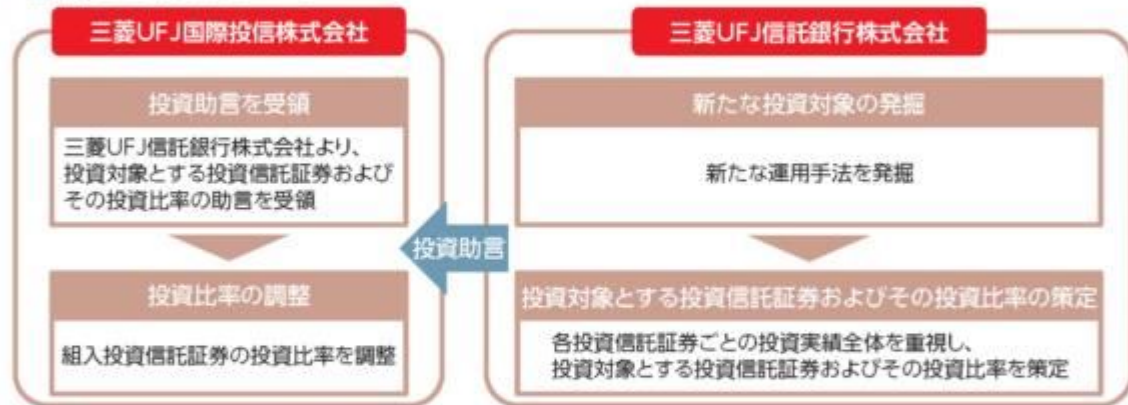 三菱UFJ国際投信株式会社
投資助言を受領
三菱UFJ信託銀行株式会社より、
投資対象とする投資信託証券および
その投資比率の助言を受領
投資比率の調整
組入投資信託証券の投資比率を調整
投資助言
三菱UFJ信託銀行株式会社
新たな投資対象の発掘
新たな運用手法を発掘
投資対象とする投資信託証券およびその投資比率の策定
各投資信託証券ごとの投資実績全体を重視し、
投資対象とする投資信託証券およびその投資比率を策定